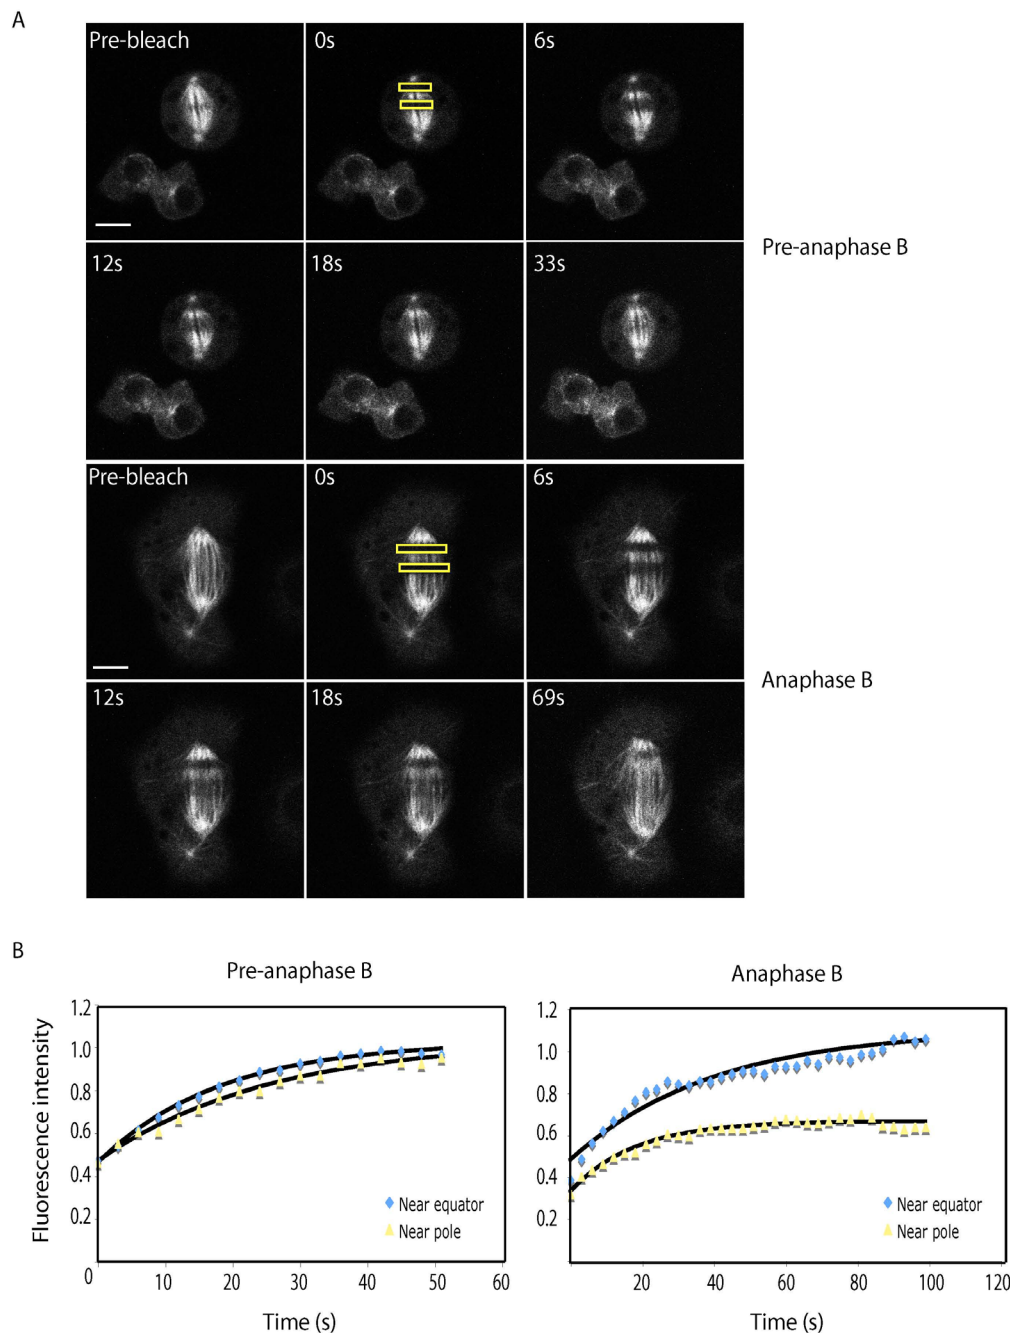 A
Pre-bleach 0s 6s
Pre-anaphase B
12s 18s 33s
Pre-bleach 0s 6s
Anaphase B
12s 18s 69s
B
Pre-anaphase B
Fluorescence intensity
1.2
1.0
0.8
0.6
0.4
0.2
0 10 20 30 40 50 60
Near equator
Near pole
Time (s)
Anaphase B
1.2
1.0
0.8
0.6
0.4
0.2
20 40 60 80 100 120
Near equator
Near pole
Time (s)